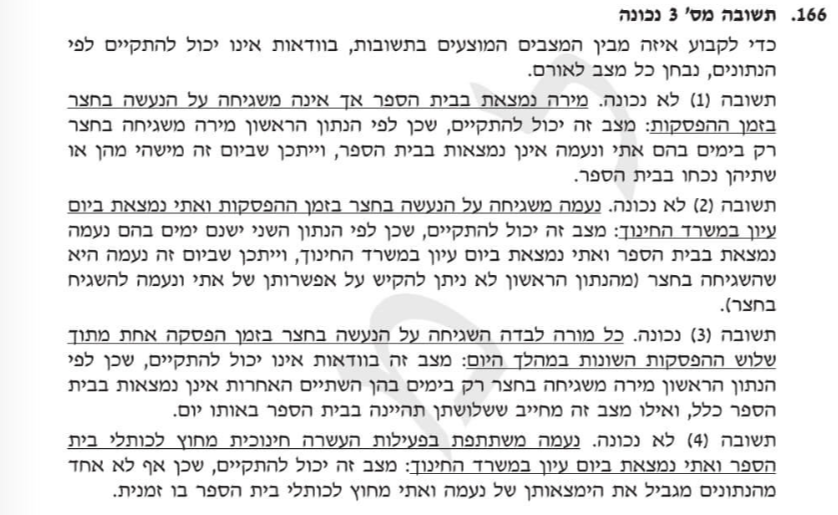 166. תשובה מס' 3 נכונה
כדי לקבוע איזה מבין המצבים המוצעים בתשובות, בוודאות אינו יכול להתקיים לפי
הנתונים, נבחן כל מצב לאורם.
תשובה (1) לא נכונה. מירה נמצאת בבית הספר אך אינה משגיחה על הנעשה בחצר
בזמן ההפסקות: מצב זה יכול להתקיים, שכן לפי הנתון הראשון מירה משגיחה בחצר
רק בימים בהם אתי ונעמה אינן נמצאות בבית הספר, וייתכן שביום זה מישהי מהן או
שתיהן נכחו בבית הספר.
תשובה (2) לא נכונה. נעמה משגיחה על הנעשה בחצר בזמן ההפסקות ואתי נמצאת ביום
עיון במשרד החינוך: מצב זה יכול להתקיים, שכן לפי הנתון השני ישנם ימים בהם נעמה
נמצאת בבית הספר ואתי נמצאת ביום עיון במשרד החינוך, וייתכן שביום זה נעמה היא
שהשגיחה בחצר (מהנתון הראשון לא ניתן להקיש על אפשרותן של אתי ונעמה להשגיח
בחצר).
תשובה (3) נכונה. כל מורה לבדה השגיחה על הנעשה בחצר בזמן הפסקה אחת מתוך
שלוש ההפסקות השונות במהלך היום: מצב זה בוודאות אינו יכול להתקיים, שכן לפי
הנתון הראשון מירה משגיחה בחצר רק בימים בהן השתיים האחרות אינן נמצאות בבית
הספר כלל, ואילו מצב זה מחייב ששלושתן תהיינה בבית הספר באותו יום.
תשובה (4) לא נכונה. נעמה משתתפת בפעילות העשרה חינוכית מחוץ לכותלי בית
הספר ואתי נמצאת ביום עיון במשרד החינוך: מצב זה יכול להתקיים, שכן אף לא אחד
מהנתונים מגביל את הימצאותן של נעמה ואתי מחוץ לכותלי בית הספר בו זמנית.